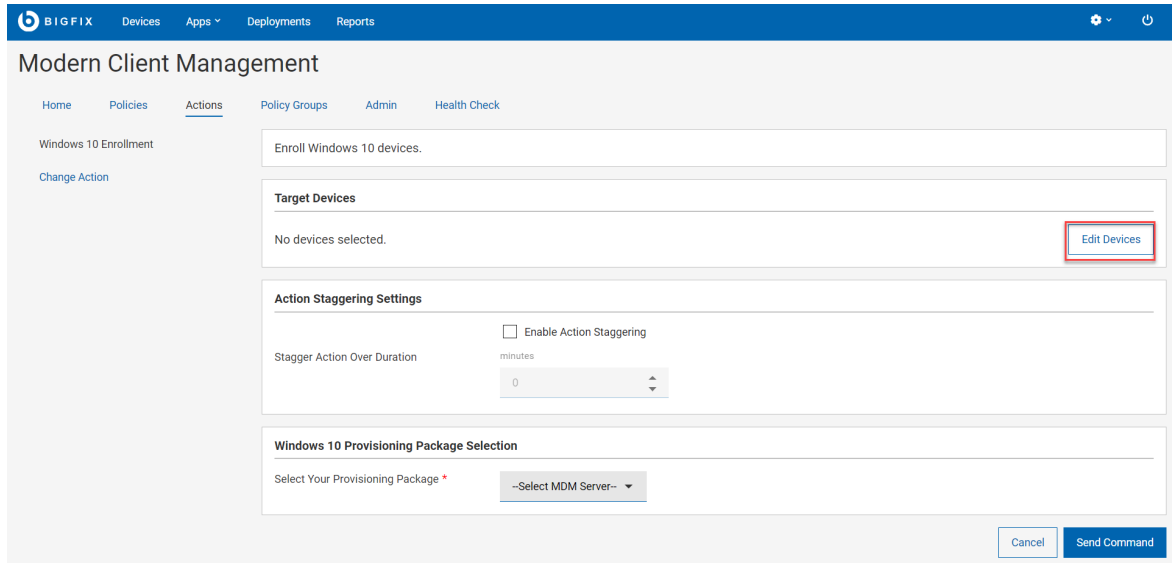 BIGFIX Devices Apps Deployments Reports
Modern Client Management
Home Policies Actions Policy Groups Admin Health Check
Windows 10 Enrollment
Change Action
Enroll Windows 10 devices.
Target Devices
No devices selected.
Edit Devices
Action Staggering Settings
Enable Action Staggering
Stagger Action Over Duration
minutes
0
Windows 10 Provisioning Package Selection
Select Your Provisioning Package *
--Select MDM Server--
Cancel Send Command